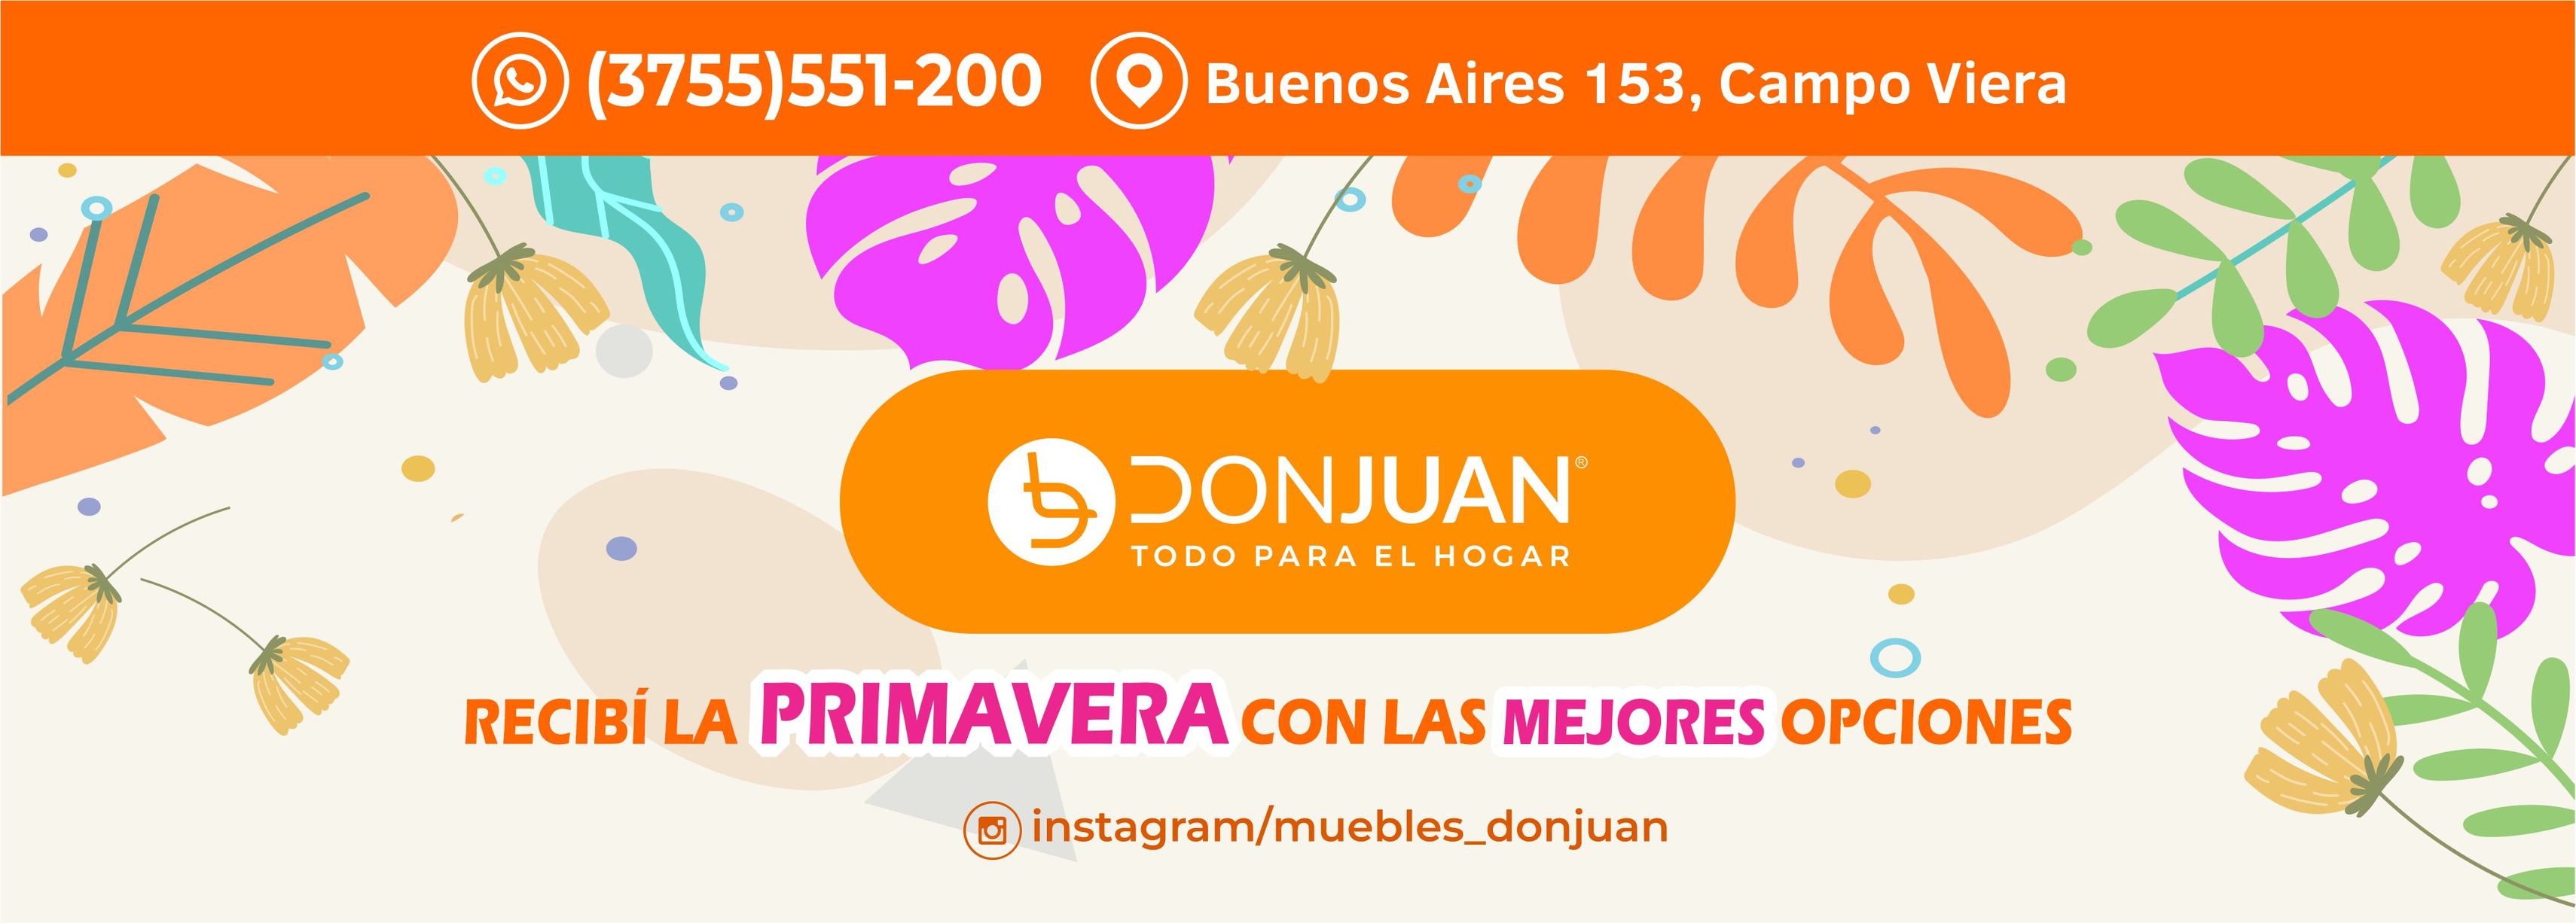 (3755)551-200 Buenos Aires 153, Campo Viera
DONJUAN®
TODO PARA EL HOGAR
RECIBÍ LA PRIMAVERA CON LAS MEJORES OPCIONES
instagram/muebles_donjuan